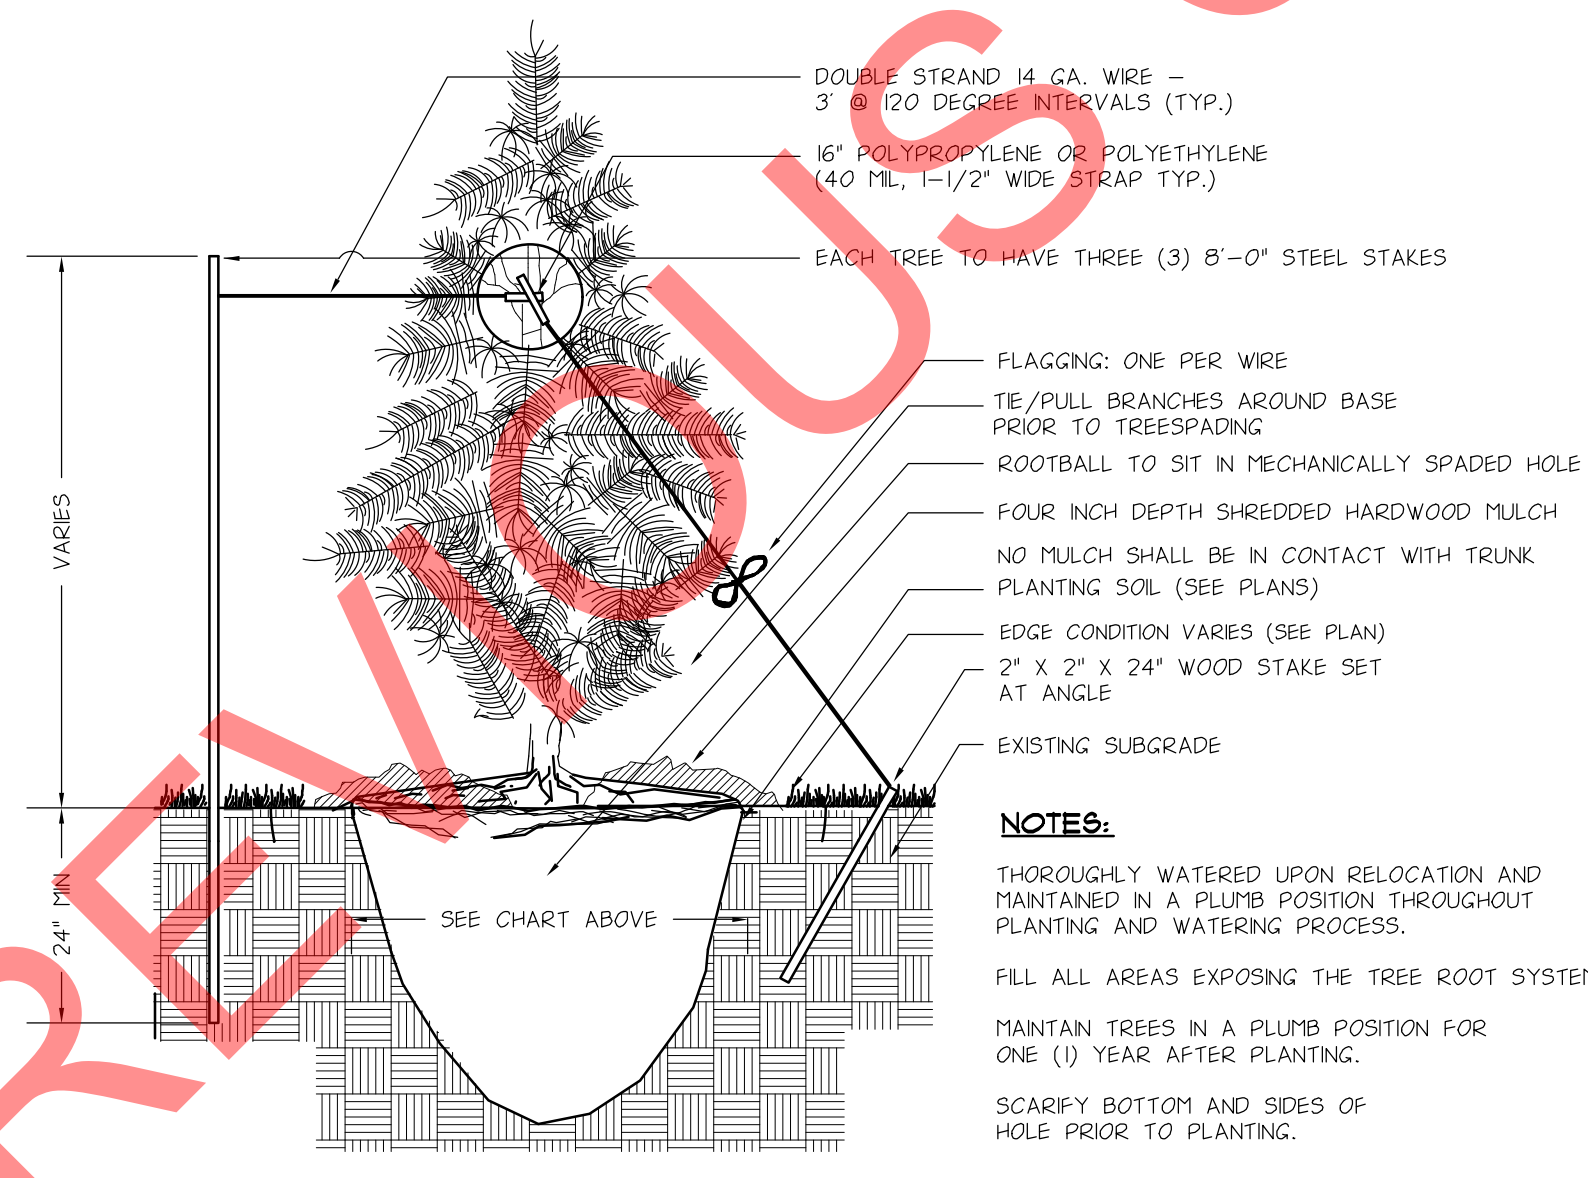 DOUBLE STRAND 14 GA. WIRE -
3' @ 120 DEGREE INTERVALS (TYP.)
16" POLYPROPYLENE OR POLYETHYLENE
(40 MIL, 1-1/2" WIDE STRAP TYP.)
EACH TREE TO HAVE THREE (3) 8'-0" STEEL STAKES
FLAGGING: ONE PER WIRE
TIE/PULL BRANCHES AROUND BASE
PRIOR TO TREESPADING
ROOTBALL TO SIT IN MECHANICALLY SPADED HOLE
FOUR INCH DEPTH SHREDDED HARDWOOD MULCH
NO MULCH SHALL BE IN CONTACT WITH TRUNK
PLANTING SOIL (SEE PLANS)
EDGE CONDITION VARIES (SEE PLAN)
2" X 2" X 24" WOOD STAKE SET
AT ANGLE
EXISTING SUBGRADE
VARIES
24" MIN
SEE CHART ABOVE
NOTES:
THOROUGHLY WATERED UPON RELOCATION AND
MAINTAINED IN A PLUMB POSITION THROUGHOUT
PLANTING AND WATERING PROCESS.
FILL ALL AREAS EXPOSING THE TREE ROOT SYSTEM
MAINTAIN TREES IN A PLUMB POSITION FOR
ONE (1) YEAR AFTER PLANTING.
SCARIFY BOTTOM AND SIDES OF
HOLE PRIOR TO PLANTING.
REVIOUS